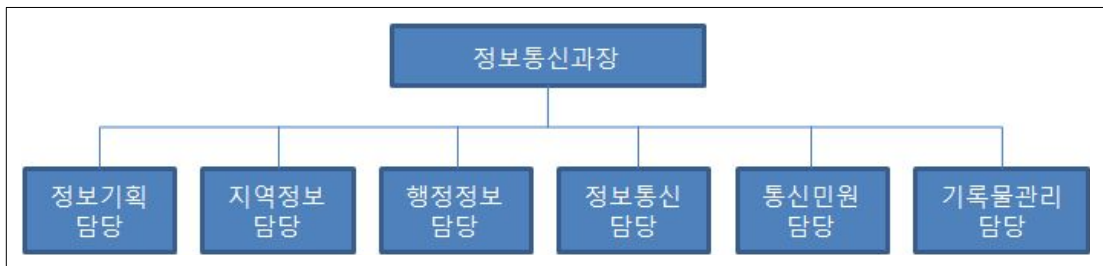 정보통신과장
정보기획
담당
지역정보
담당
행정정보
담당
정보통신
담당
통신민원
담당
기록물관리
담당